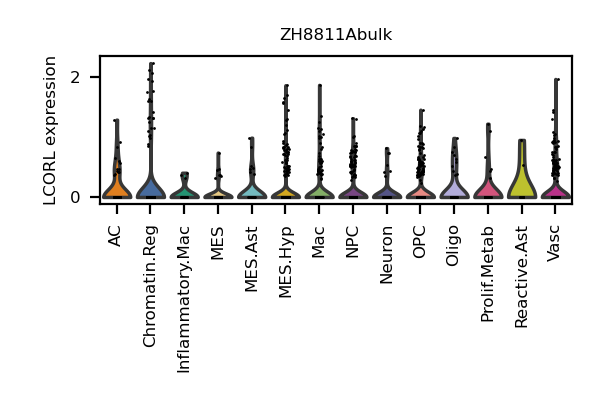 ZH8811Abulk
LCORL expression
2
0
AC
Chromatin.Reg
Inflammatory.Mac
MES
MES.Ast
MES.Hyp
Mac
NPC
Neuron
OPC
Oligo
Prolif.Metab
Reactive.Ast
Vasc